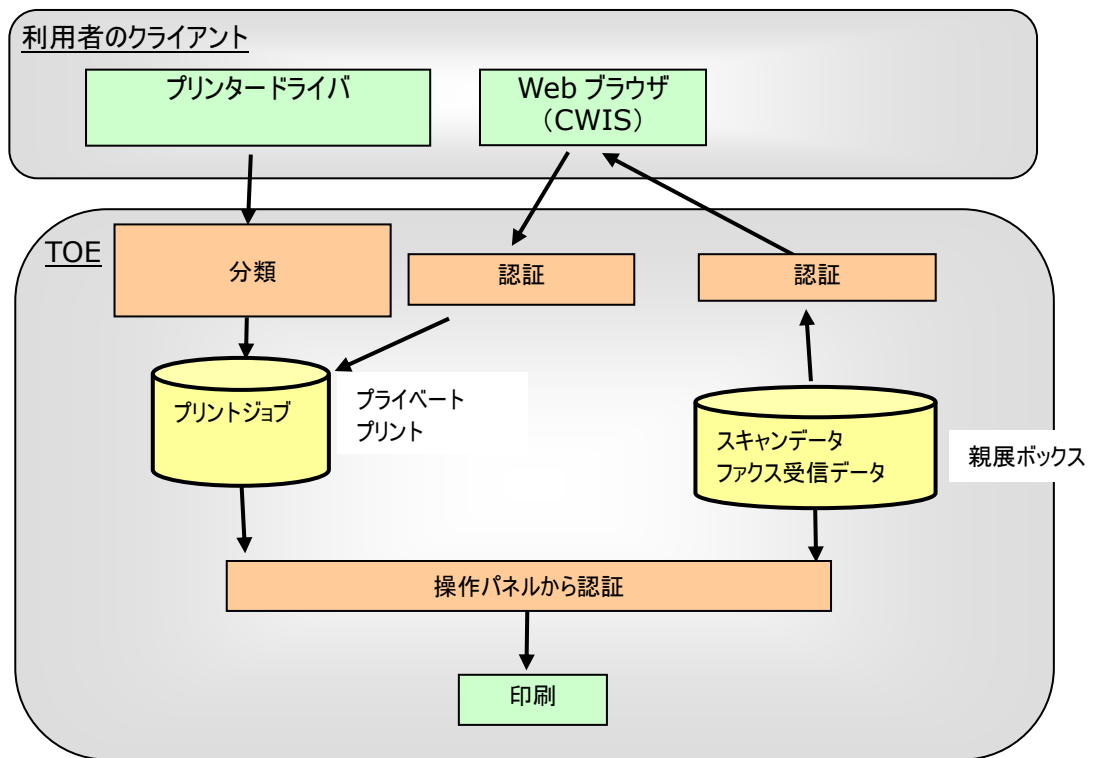 利用者のクライアント
プリンタードライバ
Web ブラウザ
（CWIS）
TOE
分類
認証
認証
プリントジョブ
プライベート
プリント
スキャンデータ
ファクス受信データ
親展ボックス
操作パネルから認証
印刷